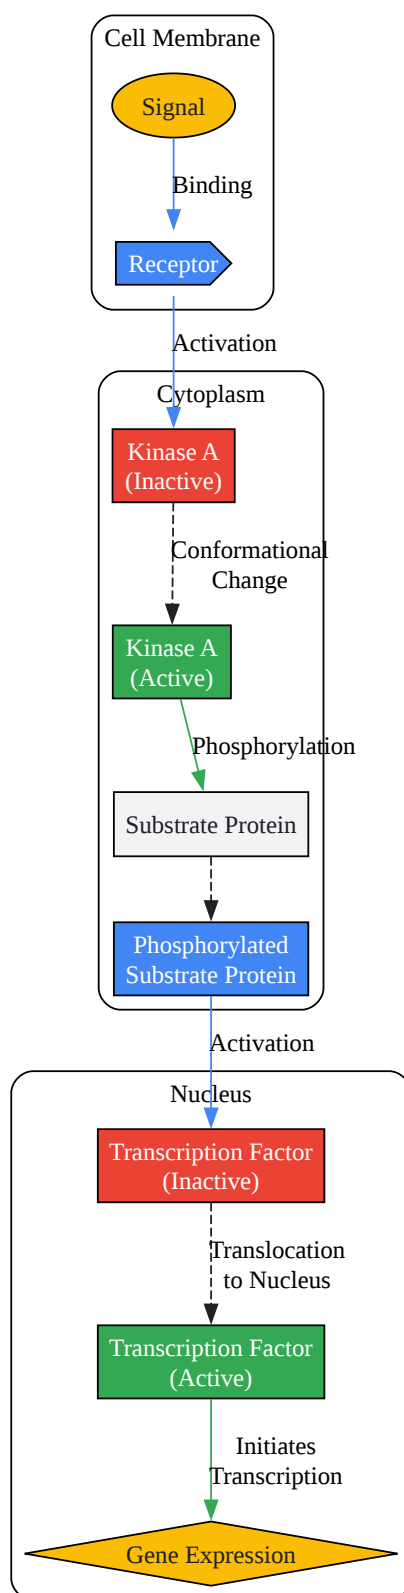 Cell Membrane
Signal
Binding
Receptor
Activation
Cytoplasm
Kinase A
(Inactive)
Conformational
Change
Kinase A
(Active)
Phosphorylation
Substrate Protein
Phosphorylated
Substrate Protein
Activation
Nucleus
Transcription Factor
(Inactive)
Translocation
to Nucleus
Transcription Factor
(Active)
Initiates
Transcription
Gene Expression